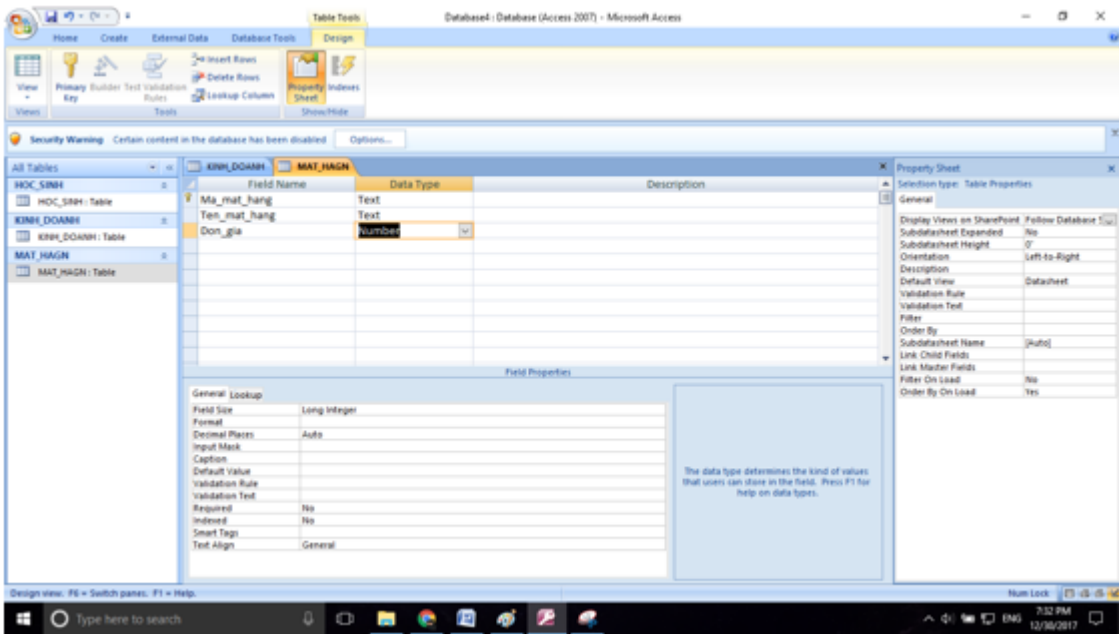 Table Tools
Database4 : Database (Access 2007) - Microsoft Access
Home Create External Data Database Tools Design
View
Primary Key
Builder
Test Validation Rules
Insert Rows
Delete Rows
Lookup Column
Property Sheet
Indexes
Views Tools Show/Hide
Security Warning Certain content in the database has been disabled Options...
All Tables
HOC_SINH
HOC_SINH : Table
KINH_DOANH
KINH_DOANH : Table
MAT_HAGN
MAT_HAGN : Table
KINH_DOANH MAT_HAGN
Field Name Data Type Description
Ma_mat_hang Text
Ten_mat_hang Text
Don_gia Number
Field Properties
General Lookup
Field Size Long Integer
Format
Decimal Places Auto
Input Mask
Caption
Default Value
Validation Rule
Validation Text
Required No
Indexed No
Smart Tags
Text Align General
The data type determines the kind of values
that users can store in the field. Press F1 for
help on data types.
Property Sheet
Selection type: Table Properties
General
Display Views on SharePoint Follow Database S
Subdatasheet Expanded No
Subdatasheet Height 0"
Orientation Left-to-Right
Description
Default View Datasheet
Validation Rule
Validation Text
Filter
Order By
Subdatasheet Name [Auto]
Link Child Fields
Link Master Fields
Filter On Load No
Order By On Load Yes
Design view. F6 = Switch panes. F1 = Help.
Num Lock
Type here to search
ENG
7:32 PM
12/30/2017